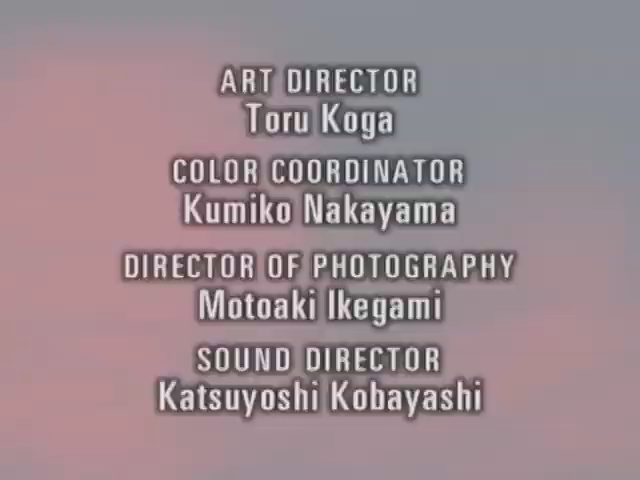 ART DIRECTOR
Toru Koga
COLOR COORDINATOR
Kumiko Nakayama
DIRECTOR OF PHOTOGRAPHY
Motoaki Ikegami
SOUND DIRECTOR
Katsuyoshi Kobayashi